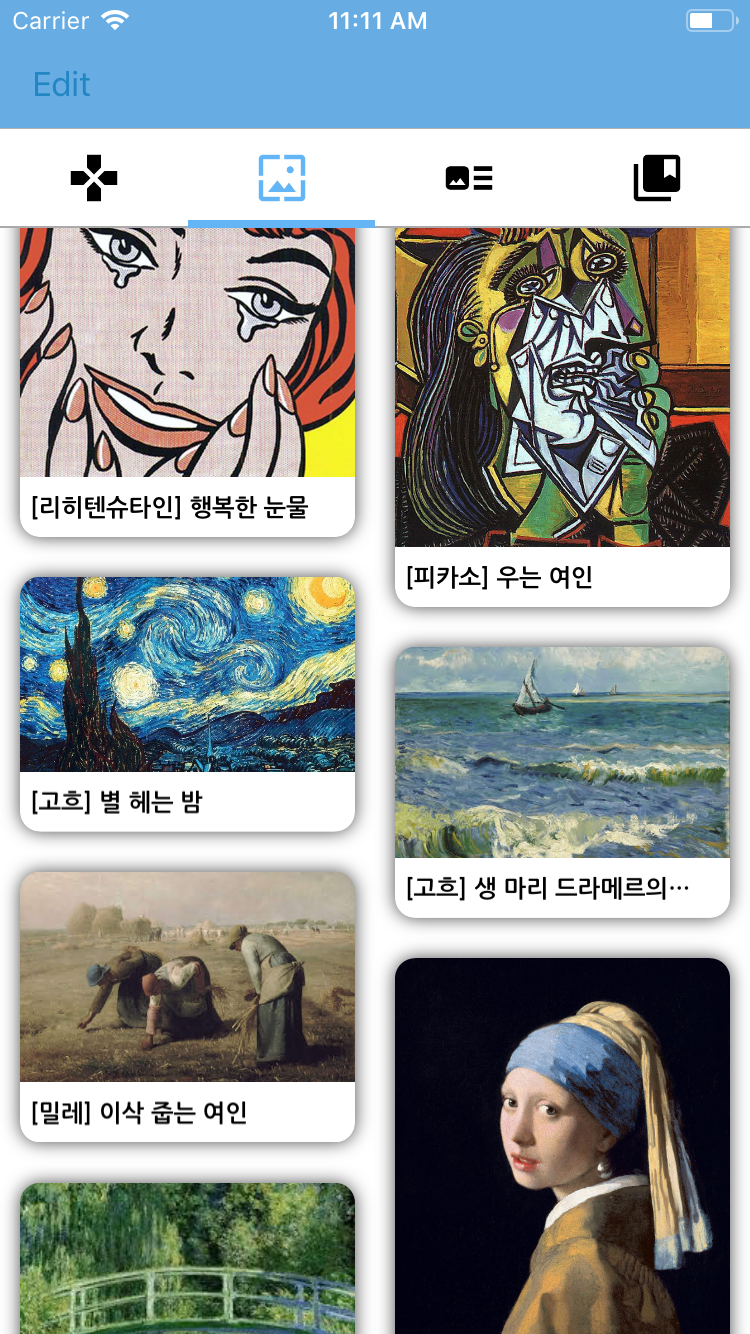 Carrier 11:11 AM
Edit
[리히텐슈타인] 행복한 눈물
[피카소] 우는 여인
[고흐] 별 헤는 밤
[고흐] 생 마리 드라메르의…
[밀레] 이삭 줍는 여인